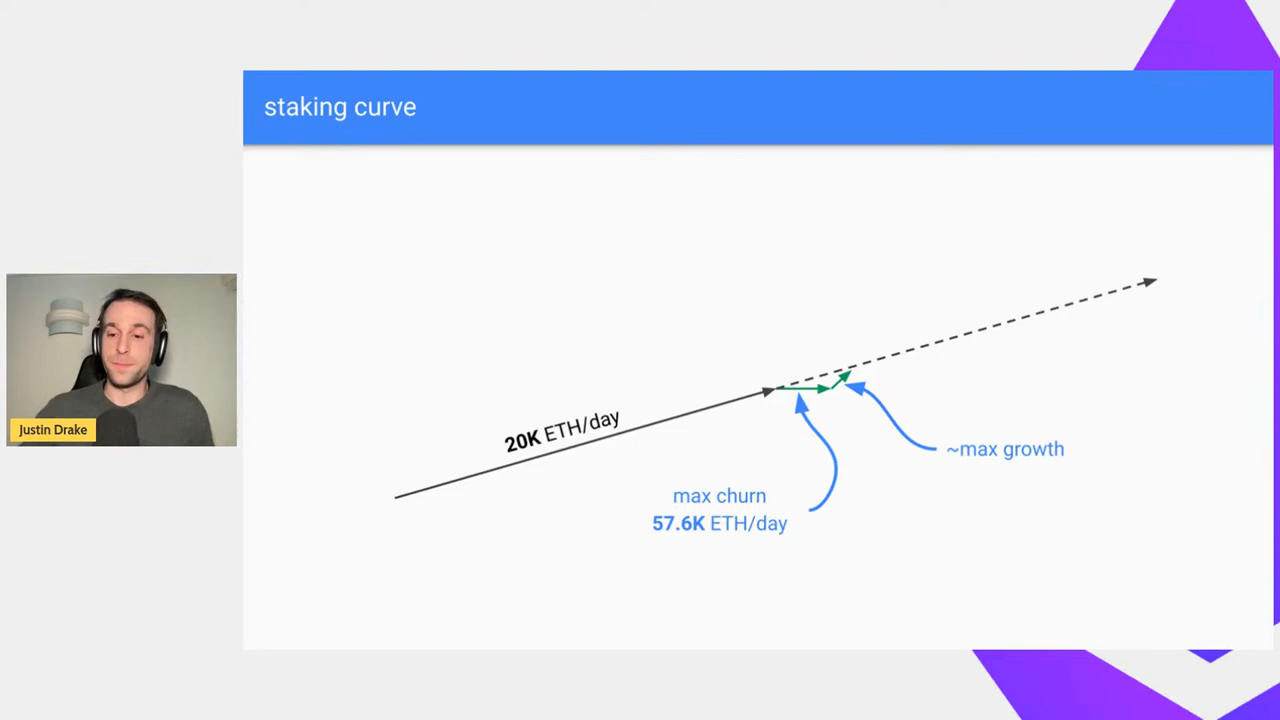 staking curve
20K ETH/day
~max growth
max churn
57.6K ETH/day
Justin Drake